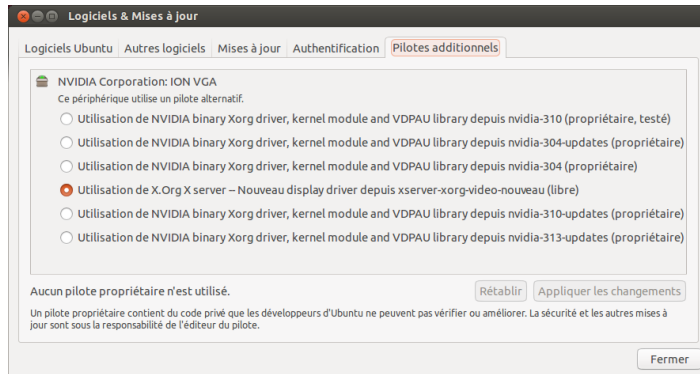 Logiciels & Mises à jour
Logiciels Ubuntu Autres logiciels Mises à jour Authentification Pilotes additionnels
NVIDIA Corporation: ION VGA
Ce périphérique utilise un pilote alternatif.
Utilisation de NVIDIA binary Xorg driver, kernel module and VDPAU library depuis nvidia-310 (propriétaire, testé)
Utilisation de NVIDIA binary Xorg driver, kernel module and VDPAU library depuis nvidia-304-updates (propriétaire)
Utilisation de NVIDIA binary Xorg driver, kernel module and VDPAU library depuis nvidia-304 (propriétaire)
Utilisation de X.Org X server -- Nouveau display driver depuis xserver-xorg-video-nouveau (libre)
Utilisation de NVIDIA binary Xorg driver, kernel module and VDPAU library depuis nvidia-310-updates (propriétaire)
Utilisation de NVIDIA binary Xorg driver, kernel module and VDPAU library depuis nvidia-313-updates (propriétaire)
Aucun pilote propriétaire n'est utilisé. Rétablir Appliquer les changements
Un pilote propriétaire contient du code privé que les développeurs d'Ubuntu ne peuvent pas vérifier ou améliorer. La sécurité et les autres mises à
jour sont sous la responsabilité de l'éditeur du pilote.
Fermer